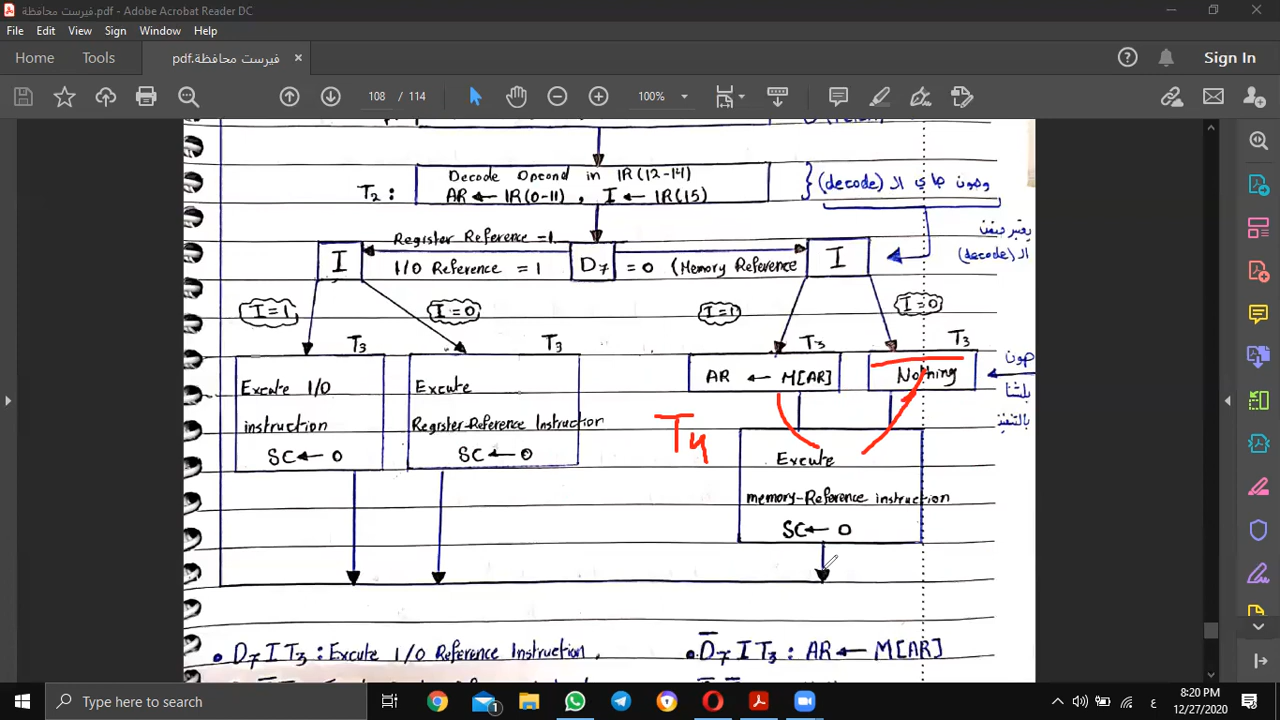 فيرست محافظة.pdf - Adobe Acrobat Reader DC
File Edit View Sign Window Help
Home Tools فيرست محافظة.pdf × Sign In
108 / 114 100%
Decode Opcond in IR(12-14)
T2: AR ← IR(0-11) , I ← IR(15)
وهون جاي الـ (decode)
Register Reference =1
I D7 = 0 (Memory Reference I
I/O Reference = 1
الـ (decode)
I=1 I=0 I=1 I=0
T3 T3 T3 T3
Excute I/O
instruction
SC ← 0
Excute
Register-Reference Instruction
SC ← 0
AR ← M[AR]
Nothing
هون
بلشنا
بالتنفيذ
T4
Excute
memory-Reference instruction
SC ← 0
• D7 I T3 : Excute I/O Reference Instruction .
• D̅7 I T3 : AR ← M[AR]
Type here to search
1
ع
8:20 PM
12/27/2020